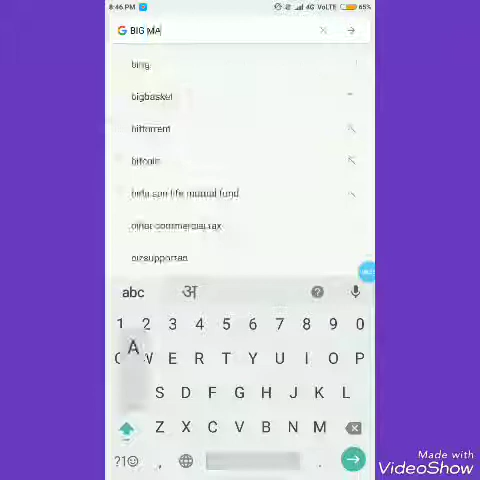 8:46 PM 4G VoLTE 65%
G BIG MA
bing
bigbasket
bittorrent
bitcoin
birla sun life mutual fund
bihar commercial tax
abc अ ?
1 2 3 4 5 6 7 8 9 0
A
W E R T Y U I O P
S D F G H J K L
Z X C V B N M
?1☺ , .
Made with
VideoShow